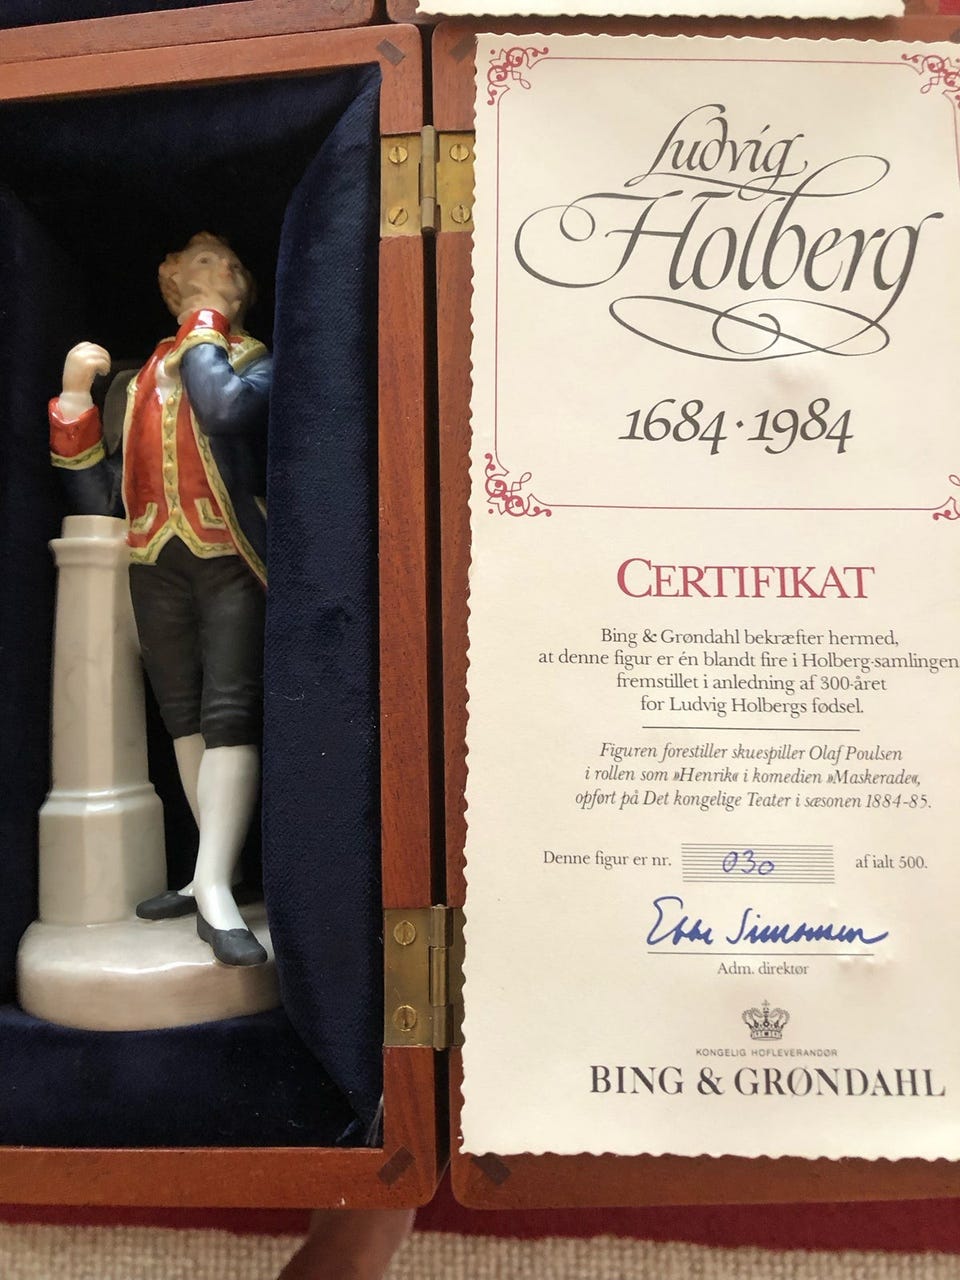 Ludvig
Holberg
1684 · 1984
CERTIFIKAT
Bing & Grøndahl bekræfter hermed,
at denne figur er én blandt fire i Holberg-samlingen
fremstillet i anledning af 300-året
for Ludvig Holbergs fødsel.
Figuren forestiller skuespiller Olaf Poulsen
i rollen som »Henrik« i komedien »Maskerade«,
opført på Det kongelige Teater i sæsonen 1884-85.
Denne figur er nr. 030 af ialt 500.
Ebbe Simonsen
Adm. direktør
KONGELIG HOFLEVERANDØR
BING & GRØNDAHL